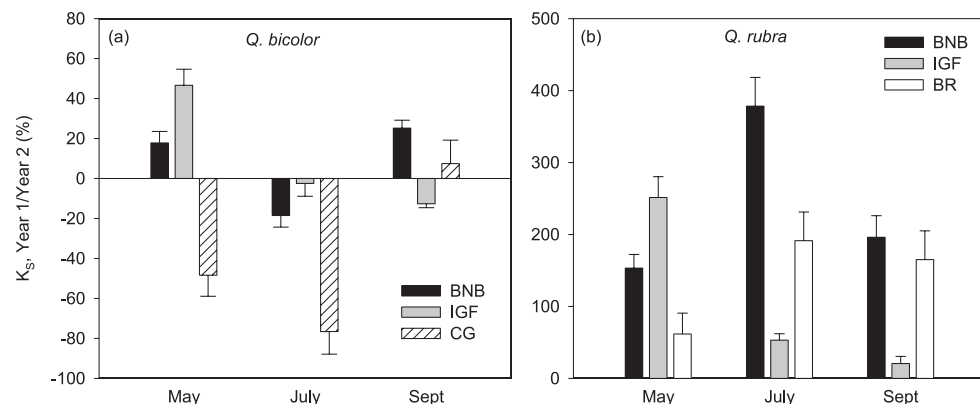 (a) Q. bicolor
80
60
40
20
0
-20
-40
-60
-80
-100
KS, Year 1/Year 2 (%)
BNB
IGF
CG
May July Sept
(b) Q. rubra
500
400
300
200
100
0
BNB
IGF
BR
May July Sept